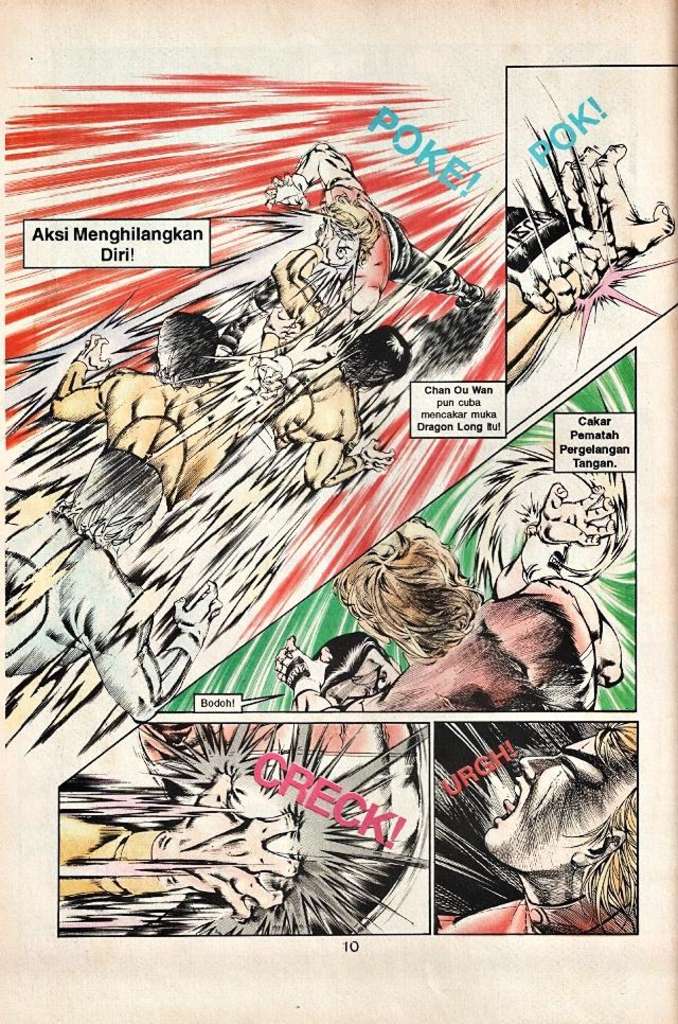 Aksi Menghilangkan
Diri!
POKE!
Chan Ou Wan
pun cuba
mencakar muka
Dragon Long Itu!
POK!
Cakar
Pematah
Pergelangan
Tangan.
Bodoh!
CRECK!
URGH!
10